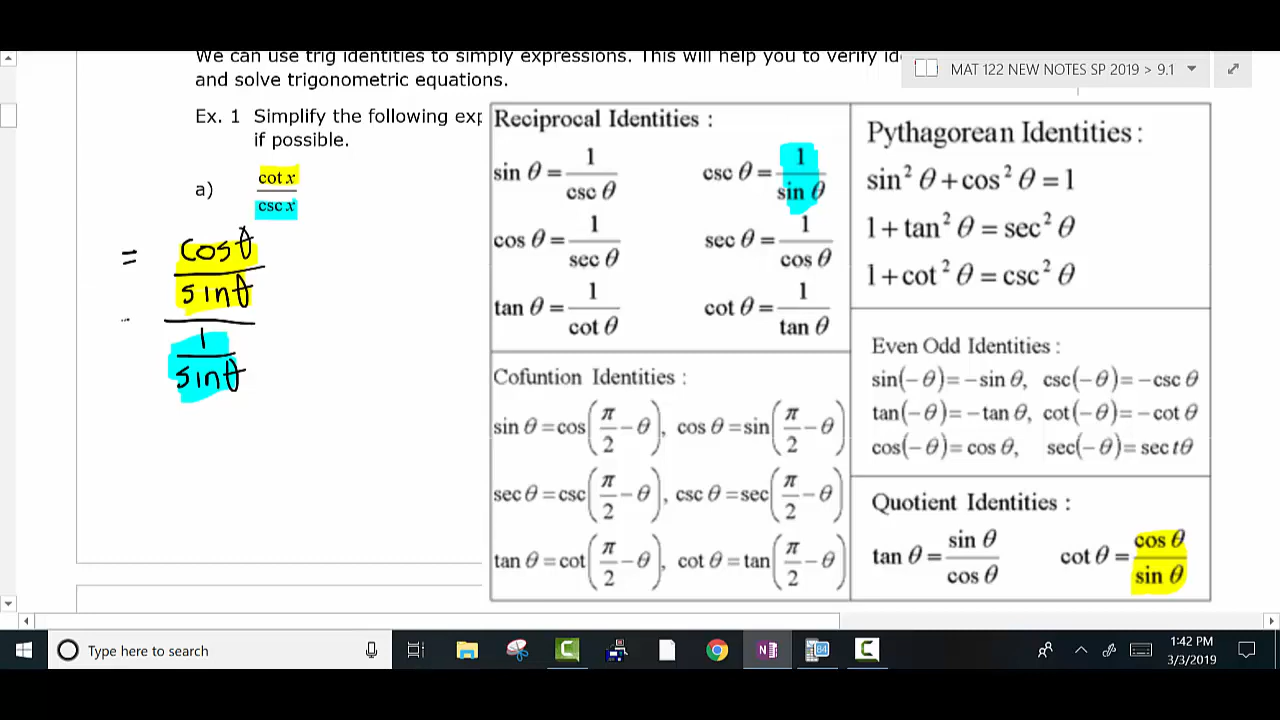 We can use trig identities to simply expressions. This will help you to verify
and solve trigonometric equations.
MAT 122 NEW NOTES SP 2019 > 9.1
Ex. 1 Simplify the following
if possible.
a) cot x
csc x
= cosθ
sinθ
1
sinθ
Reciprocal Identities :
sin θ = 1/csc θ csc θ = 1/sin θ
cos θ = 1/sec θ sec θ = 1/cos θ
tan θ = 1/cot θ cot θ = 1/tan θ
Cofuntion Identities :
sin θ = cos(π/2 − θ), cos θ = sin(π/2 − θ)
sec θ = csc(π/2 − θ), csc θ = sec(π/2 − θ)
tan θ = cot(π/2 − θ), cot θ = tan(π/2 − θ)
Pythagorean Identities :
sin² θ + cos² θ = 1
1 + tan² θ = sec² θ
1 + cot² θ = csc² θ
Even Odd Identities :
sin(−θ) = − sin θ, csc(−θ) = − csc θ
tan(−θ) = − tan θ, cot(−θ) = − cot θ
cos(−θ) = cos θ, sec(−θ) = sec tθ
Quotient Identities :
tan θ = sin θ/cos θ cot θ = cos θ/sin θ
Type here to search
1:42 PM
3/3/2019